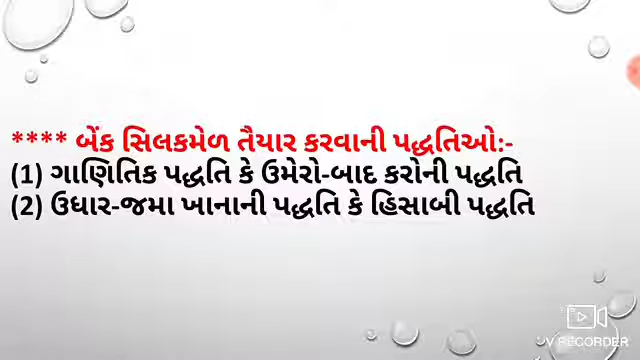 **** બેંક સિલકમેળ તૈયાર કરવાની પદ્ધતિઓ:-
(1) ગાણિતિક પદ્ધતિ કે ઉમેરો-બાદ કરોની પદ્ધતિ
(2) ઉધાર-જમા ખાનાની પદ્ધતિ કે હિસાબી પદ્ધતિ
V RECORDER